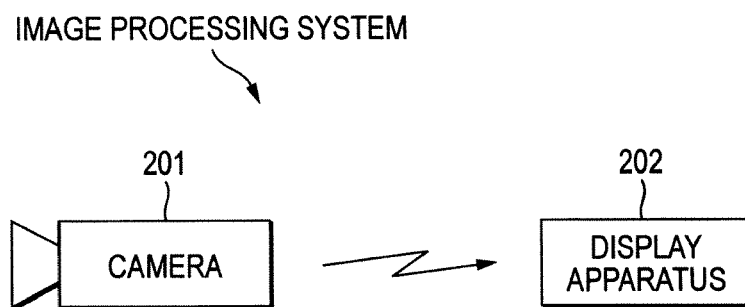 IMAGE PROCESSING SYSTEM
201
202
CAMERA
DISPLAY
APPARATUS